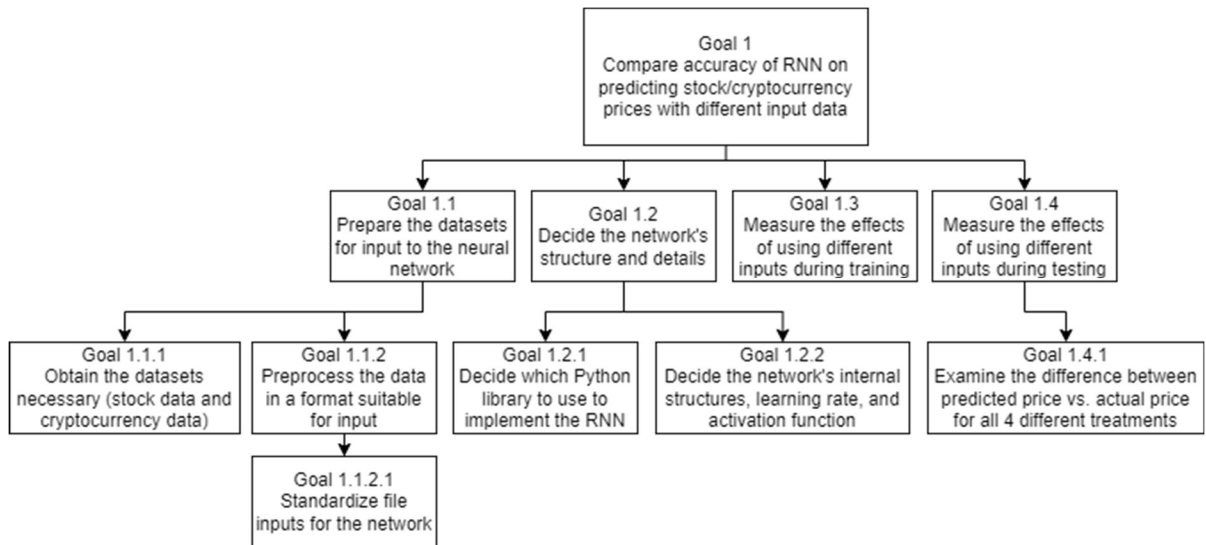 Goal 1
Compare accuracy of RNN on
predicting stock/cryptocurrency
prices with different input data
Goal 1.1
Prepare the datasets
for input to the neural
network
Goal 1.2
Decide the network's
structure and details
Goal 1.3
Measure the effects
of using different
inputs during training
Goal 1.4
Measure the effects
of using different
inputs during testing
Goal 1.1.1
Obtain the datasets
necessary (stock data and
cryptocurrency data)
Goal 1.1.2
Preprocess the data
in a format suitable
for input
Goal 1.2.1
Decide which Python
library to use to
implement the RNN
Goal 1.2.2
Decide the network's internal
structures, learning rate, and
activation function
Goal 1.4.1
Examine the difference between
predicted price vs. actual price
for all 4 different treatments
Goal 1.1.2.1
Standardize file
inputs for the network